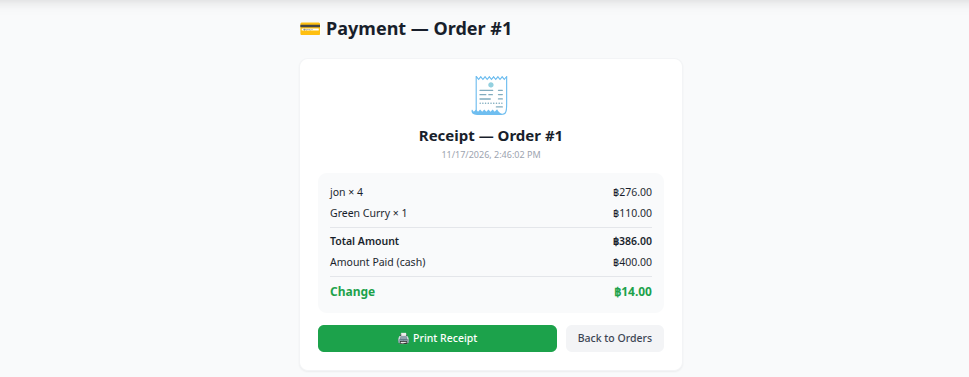 💳 Payment — Order #1
Receipt — Order #1
11/17/2026, 2:46:02 PM
jon × 4 ฿276.00
Green Curry × 1 ฿110.00
Total Amount ฿386.00
Amount Paid (cash) ฿400.00
Change ฿14.00
🖨️ Print Receipt Back to Orders